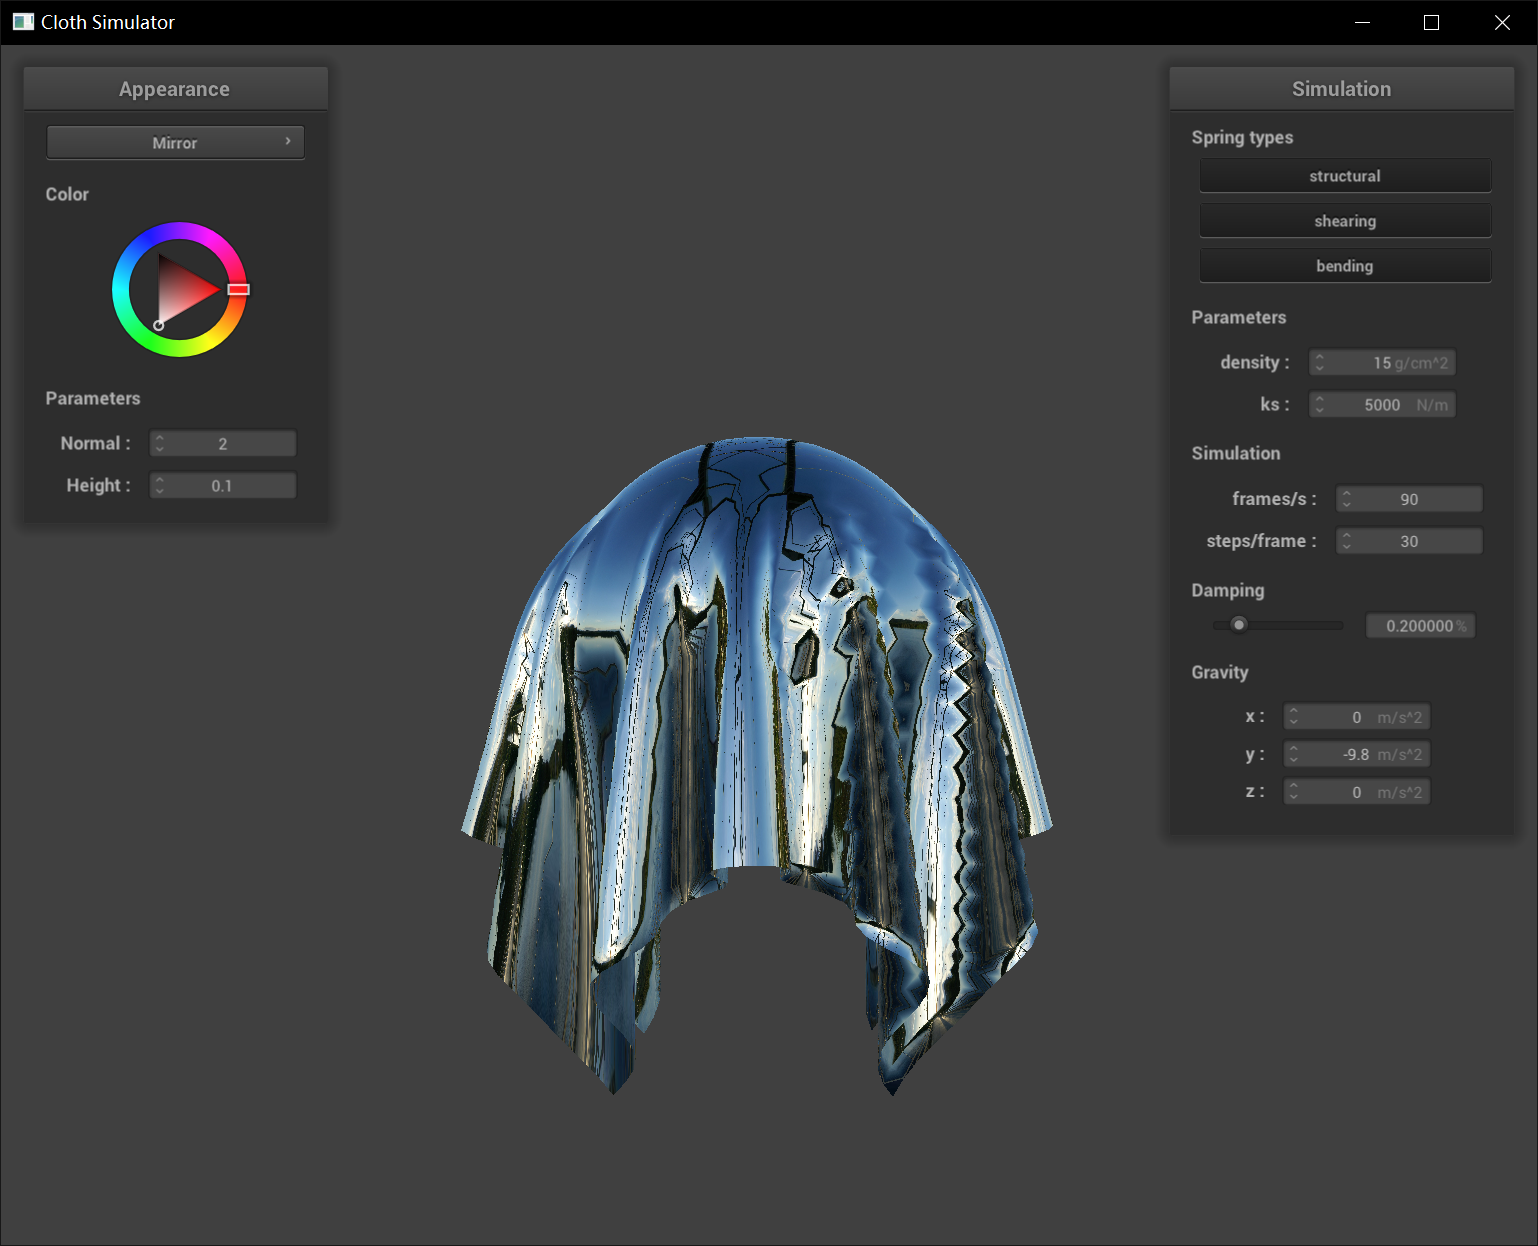 Cloth Simulator
Appearance
Mirror
Color
Parameters
Normal : 2
Height : 0.1
Simulation
Spring types
structural
shearing
bending
Parameters
density : 15 g/cm^2
ks : 5000 N/m
Simulation
frames/s : 90
steps/frame : 30
Damping
0.200000 %
Gravity
x : 0 m/s^2
y : -9.8 m/s^2
z : 0 m/s^2